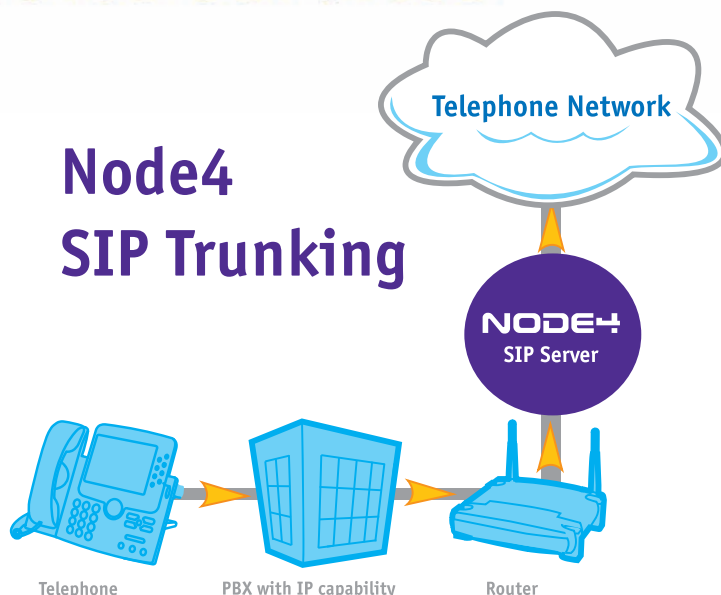 Telephone Network
Node4
SIP Trunking
NODE4
SIP Server
Telephone
PBX with IP capability
Router